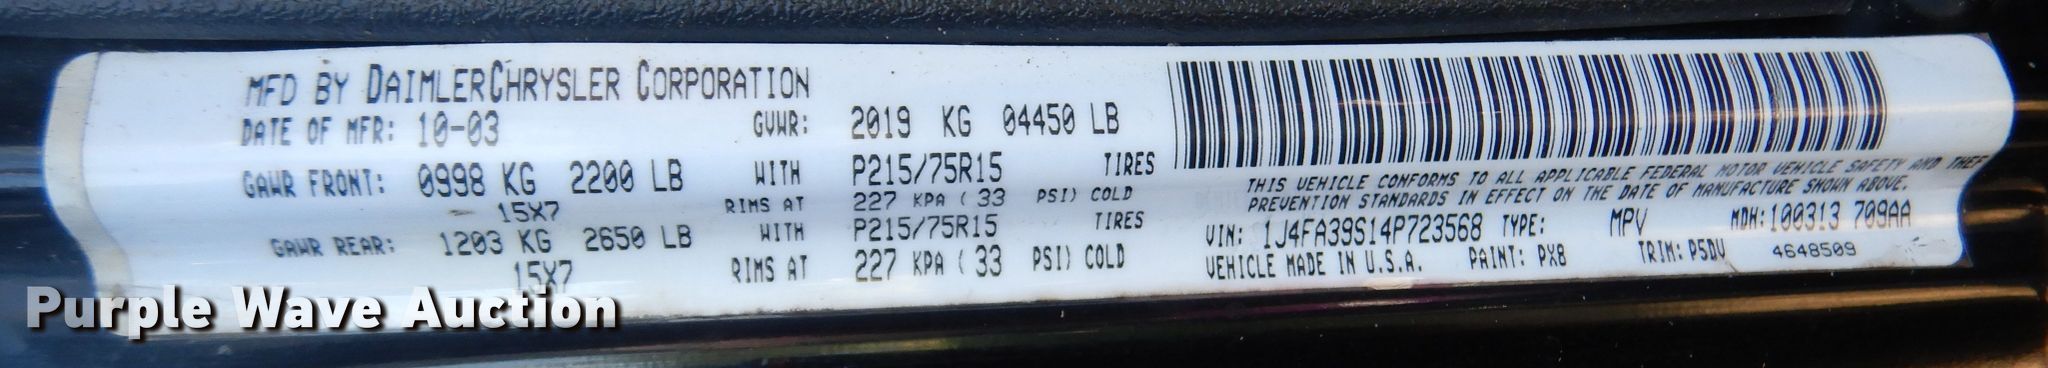 MFD BY DAIMLERCHRYSLER CORPORATION
DATE OF MFR: 10-03 GVWR: 2019 KG 04450 LB
GAWR FRONT: 0998 KG 2200 LB WITH P215/75R15 TIRES
15X7 RIMS AT 227 KPA ( 33 PSI) COLD
GAWR REAR: 1203 KG 2650 LB WITH P215/75R15 TIRES
15X7 RIMS AT 227 KPA ( 33 PSI) COLD
THIS VEHICLE CONFORMS TO ALL APPLICABLE FEDERAL MOTOR VEHICLE SAFETY AND THEF
PREVENTION STANDARDS IN EFFECT ON THE DATE OF MANUFACTURE SHOWN ABOVE.
VIN: 1J4FA39S14P723568 TYPE: MPV MDH: 100313 709AA
VEHICLE MADE IN U.S.A. PAINT: PX8 TRIM: P5DV 4648509
Purple Wave Auction